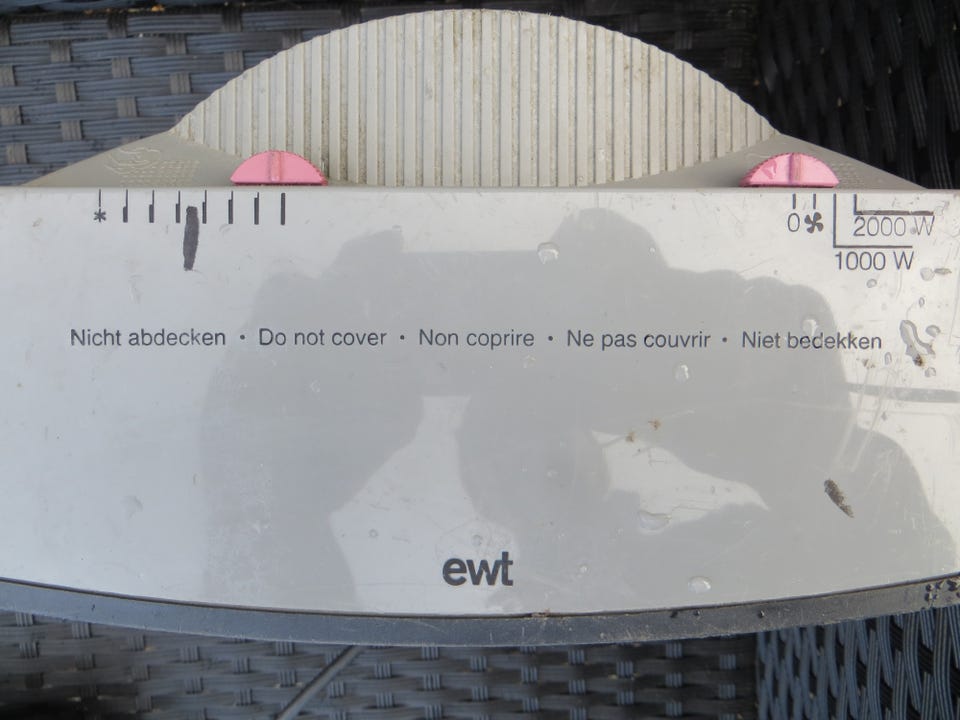 0
2000 W
1000 W
Nicht abdecken • Do not cover • Non coprire • Ne pas couvrir • Niet bedekken
ewt